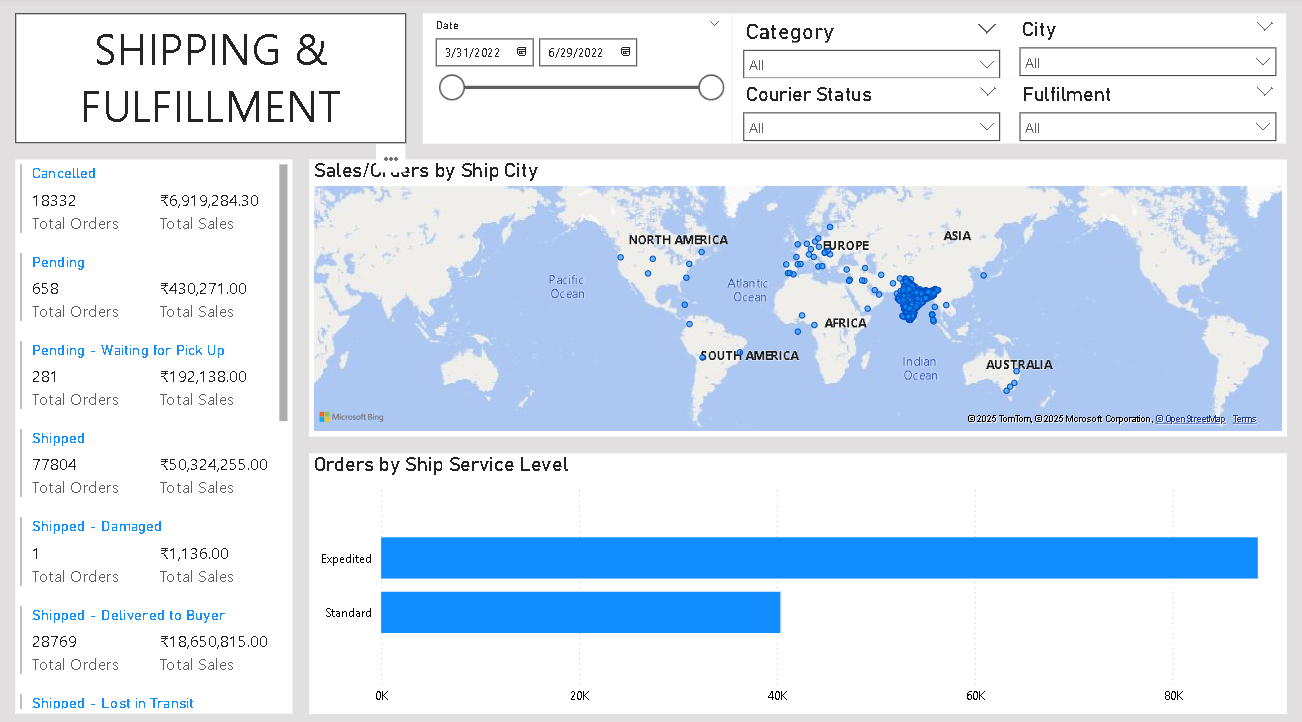 SHIPPING &
FULFILLMENT
Date
3/31/2022
6/29/2022
Category
All
City
All
Courier Status
All
Fulfilment
All
Cancelled
18332 ₹6,919,284.30
Total Orders Total Sales
Pending
658 ₹430,271.00
Total Orders Total Sales
Pending - Waiting for Pick Up
281 ₹192,138.00
Total Orders Total Sales
Shipped
77804 ₹50,324,255.00
Total Orders Total Sales
Shipped - Damaged
1 ₹1,136.00
Total Orders Total Sales
Shipped - Delivered to Buyer
28769 ₹18,650,815.00
Total Orders Total Sales
Shipped - Lost in Transit
Sales/Orders by Ship City
NORTH AMERICA
EUROPE
ASIA
Pacific
Ocean
Atlantic
Ocean
AFRICA
SOUTH AMERICA
Indian
Ocean
AUSTRALIA
Microsoft Bing
© 2025 TomTom, © 2025 Microsoft Corporation, © OpenStreetMap Terms
Orders by Ship Service Level
Expedited
Standard
0K 20K 40K 60K 80K